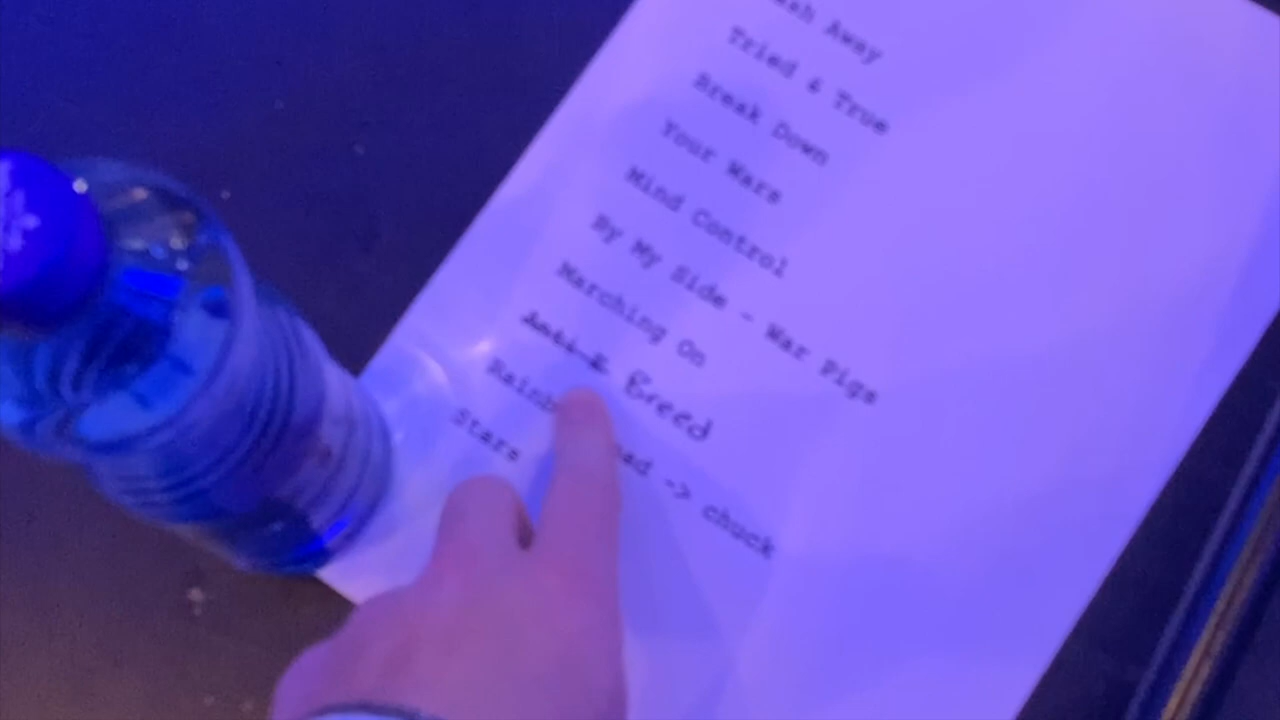 Away
Tried & True
Break Down
Your Wars
Mind Control
By My Side - War Pigs
Marching On
Anti-X Breed
-> chuck
Stars